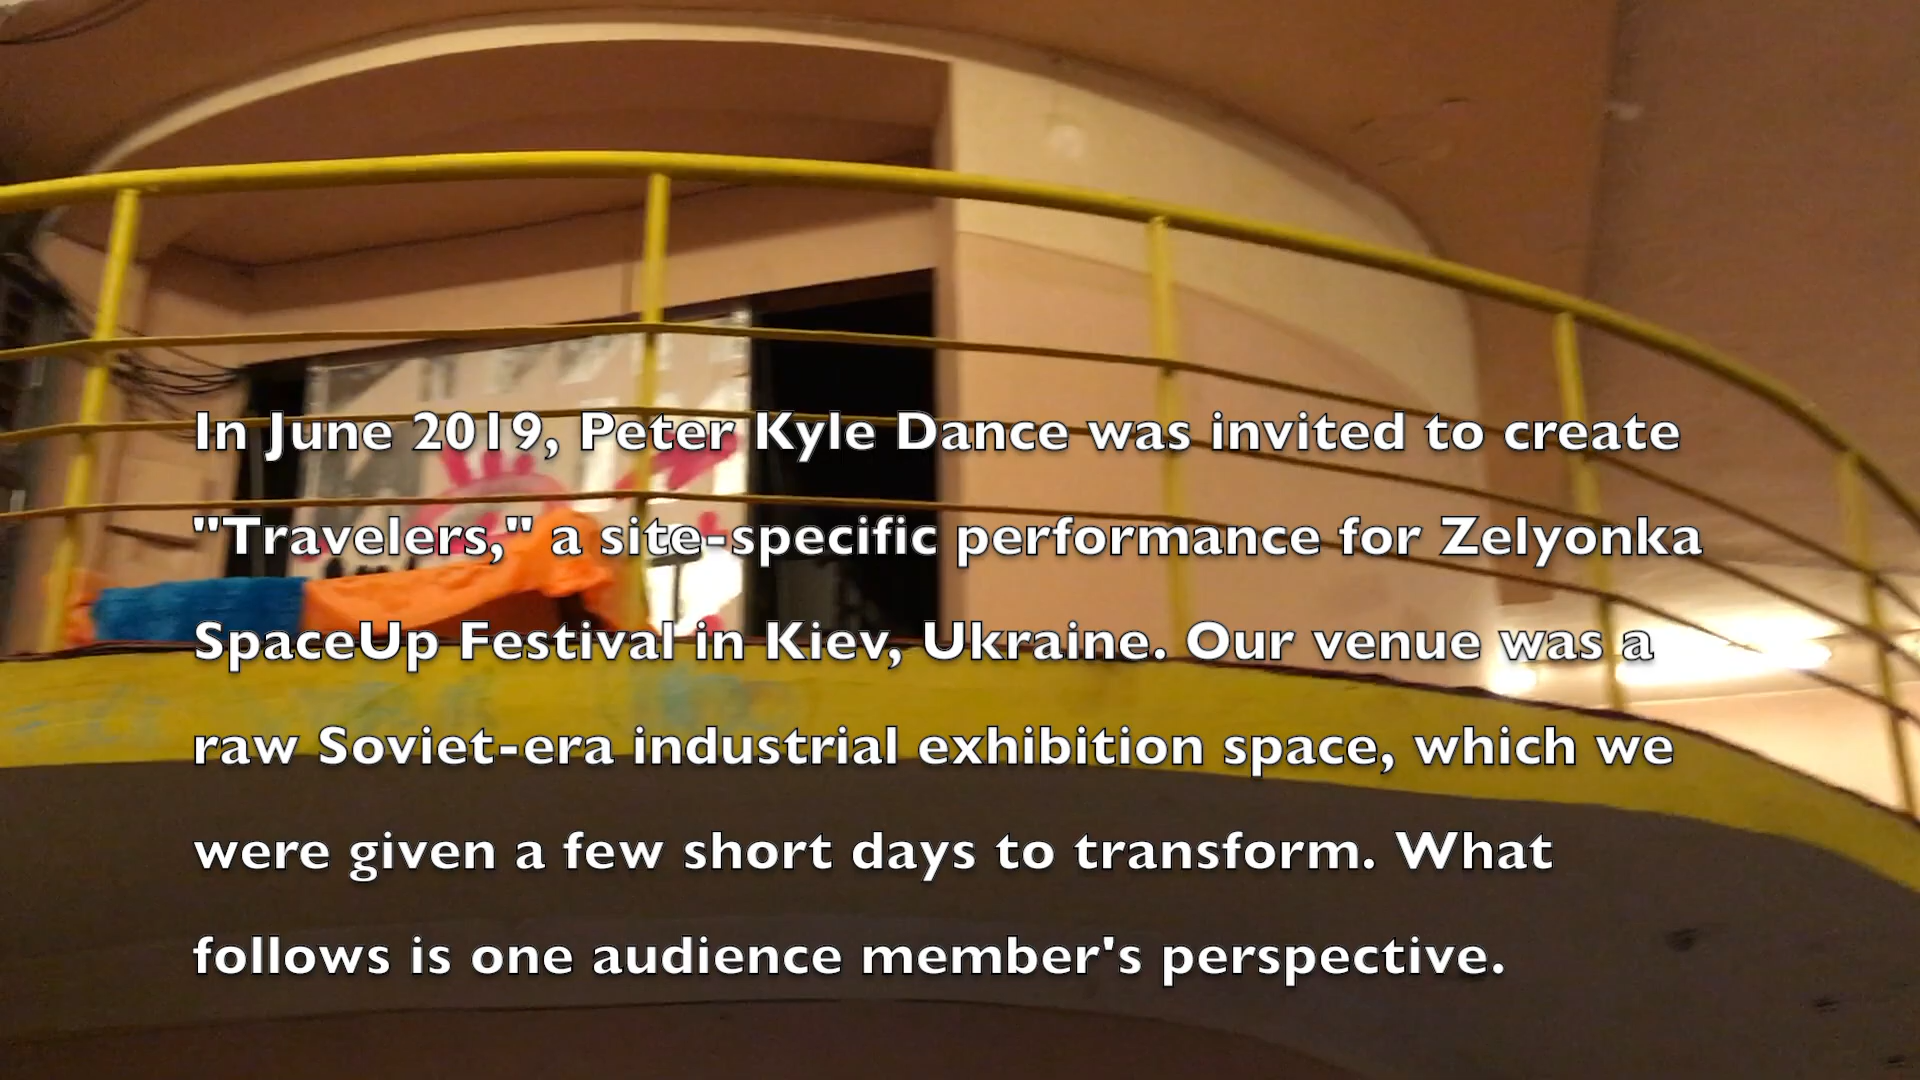 In June 2019, Peter Kyle Dance was invited to create
"Travelers," a site-specific performance for Zelyonka
SpaceUp Festival in Kiev, Ukraine. Our venue was a
raw Soviet-era industrial exhibition space, which we
were given a few short days to transform. What
follows is one audience member's perspective.